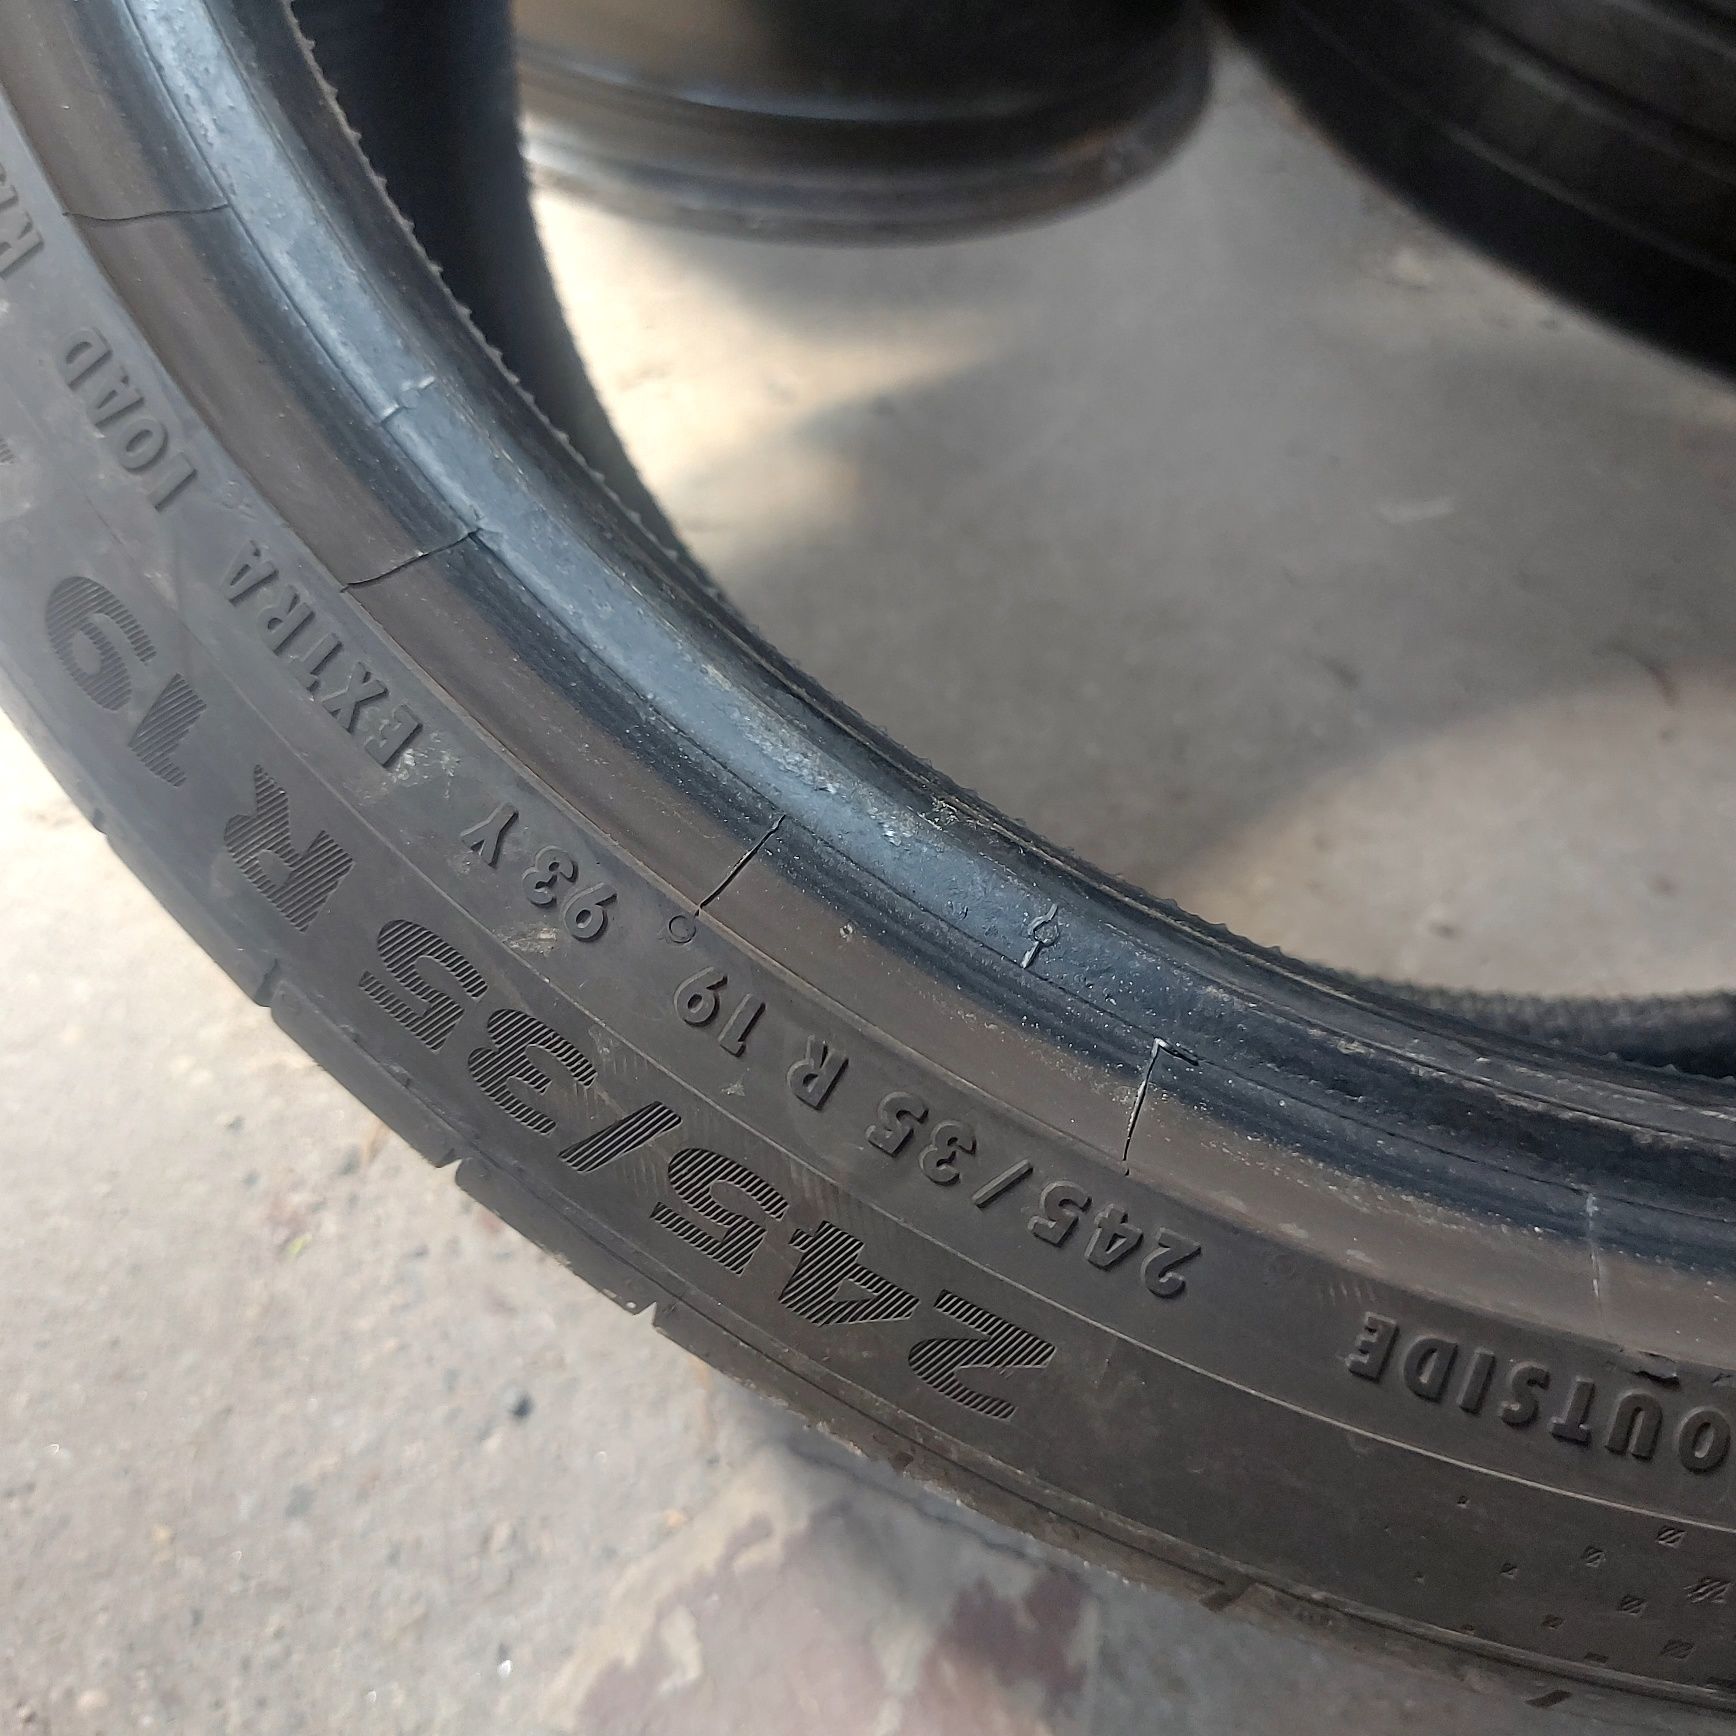 OUTSIDE
245/35 R 19 93 Y EXTRA LOAD
245/35 R 19